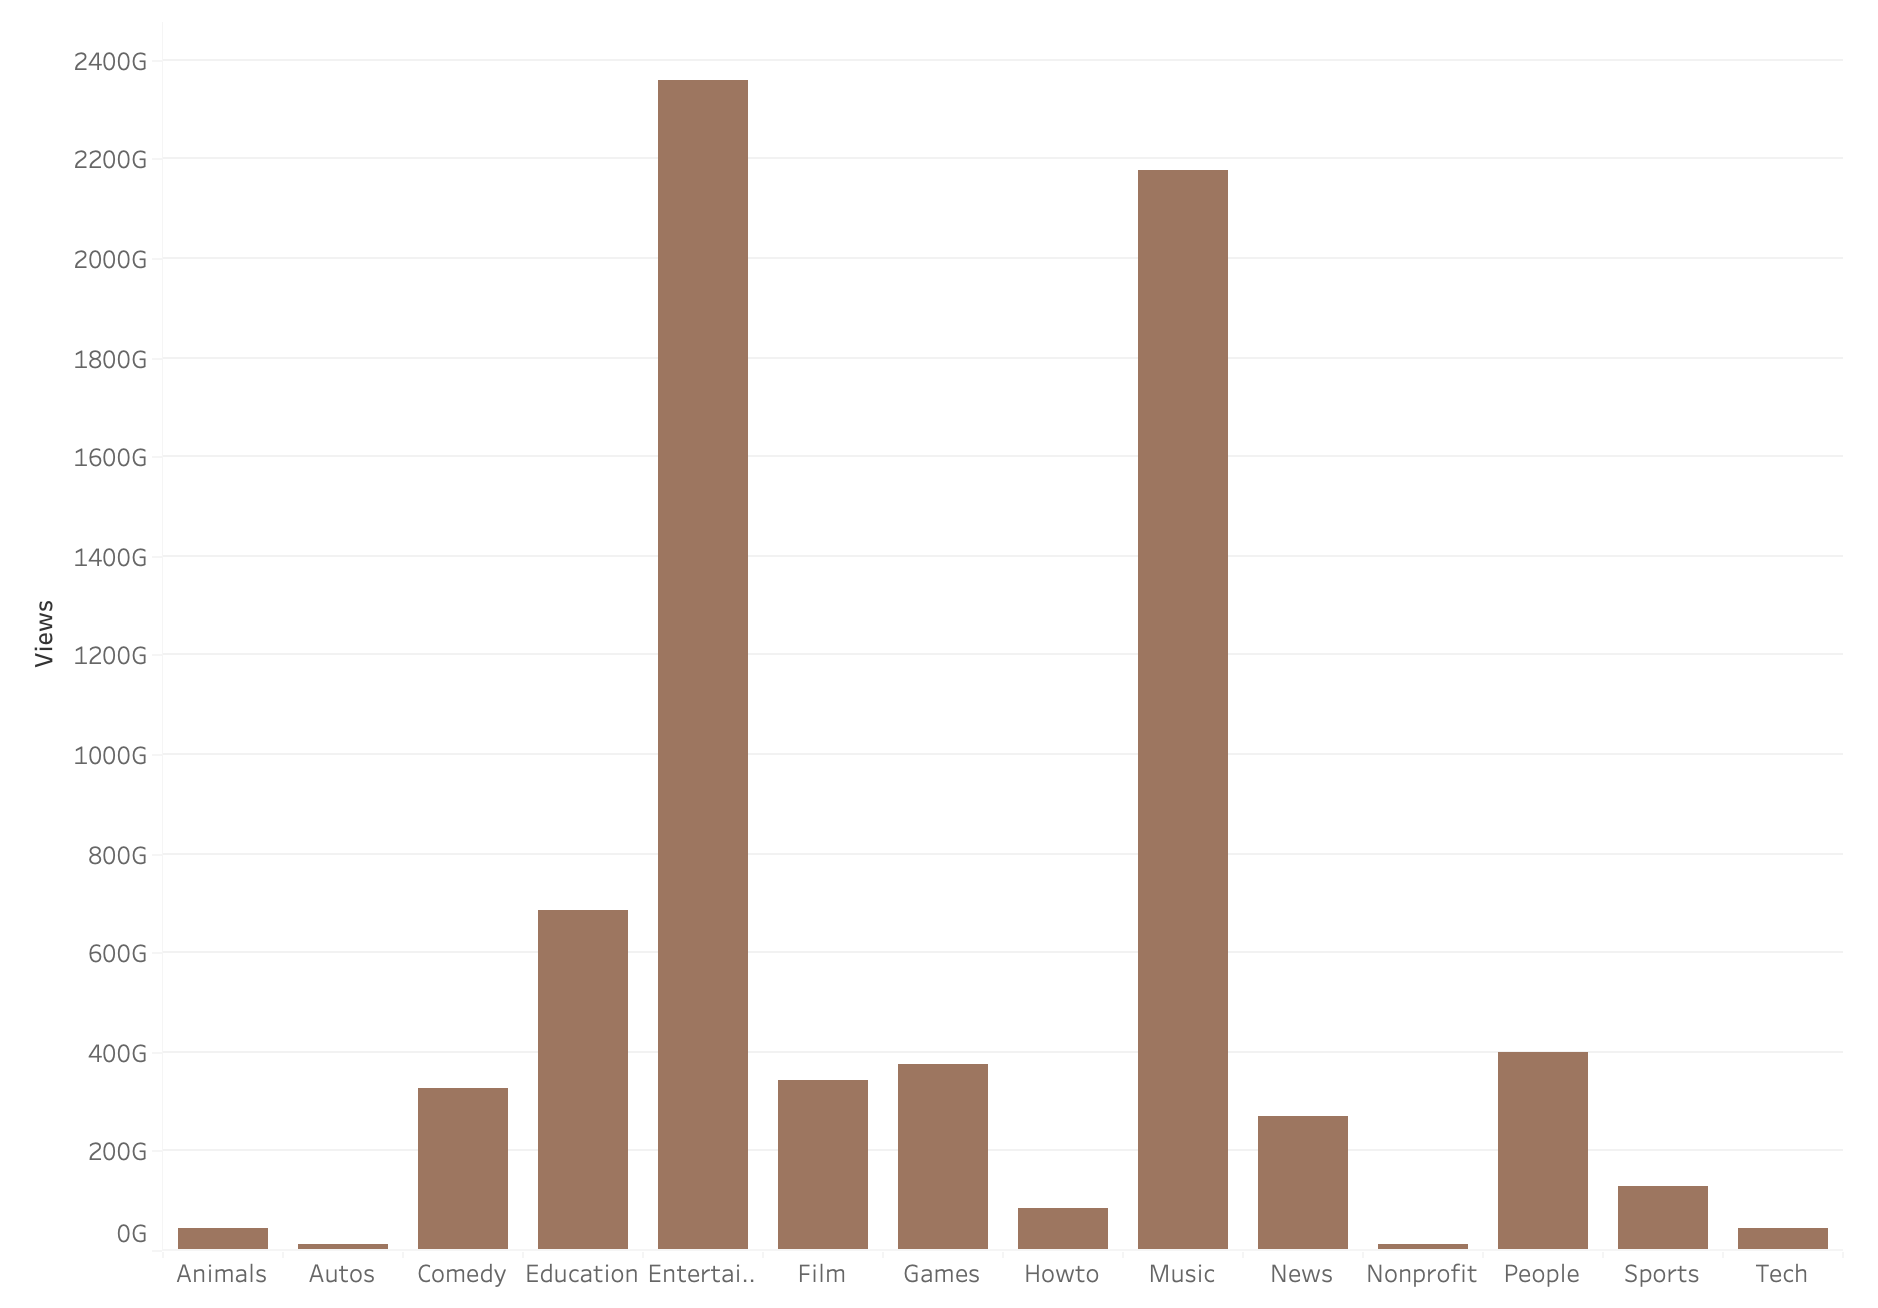 2400G
2200G
2000G
1800G
1600G
1400G
1200G
1000G
800G
600G
400G
200G
0G
Views
Animals Autos Comedy Education Entertai.. Film Games Howto Music News Nonprofit People Sports Tech